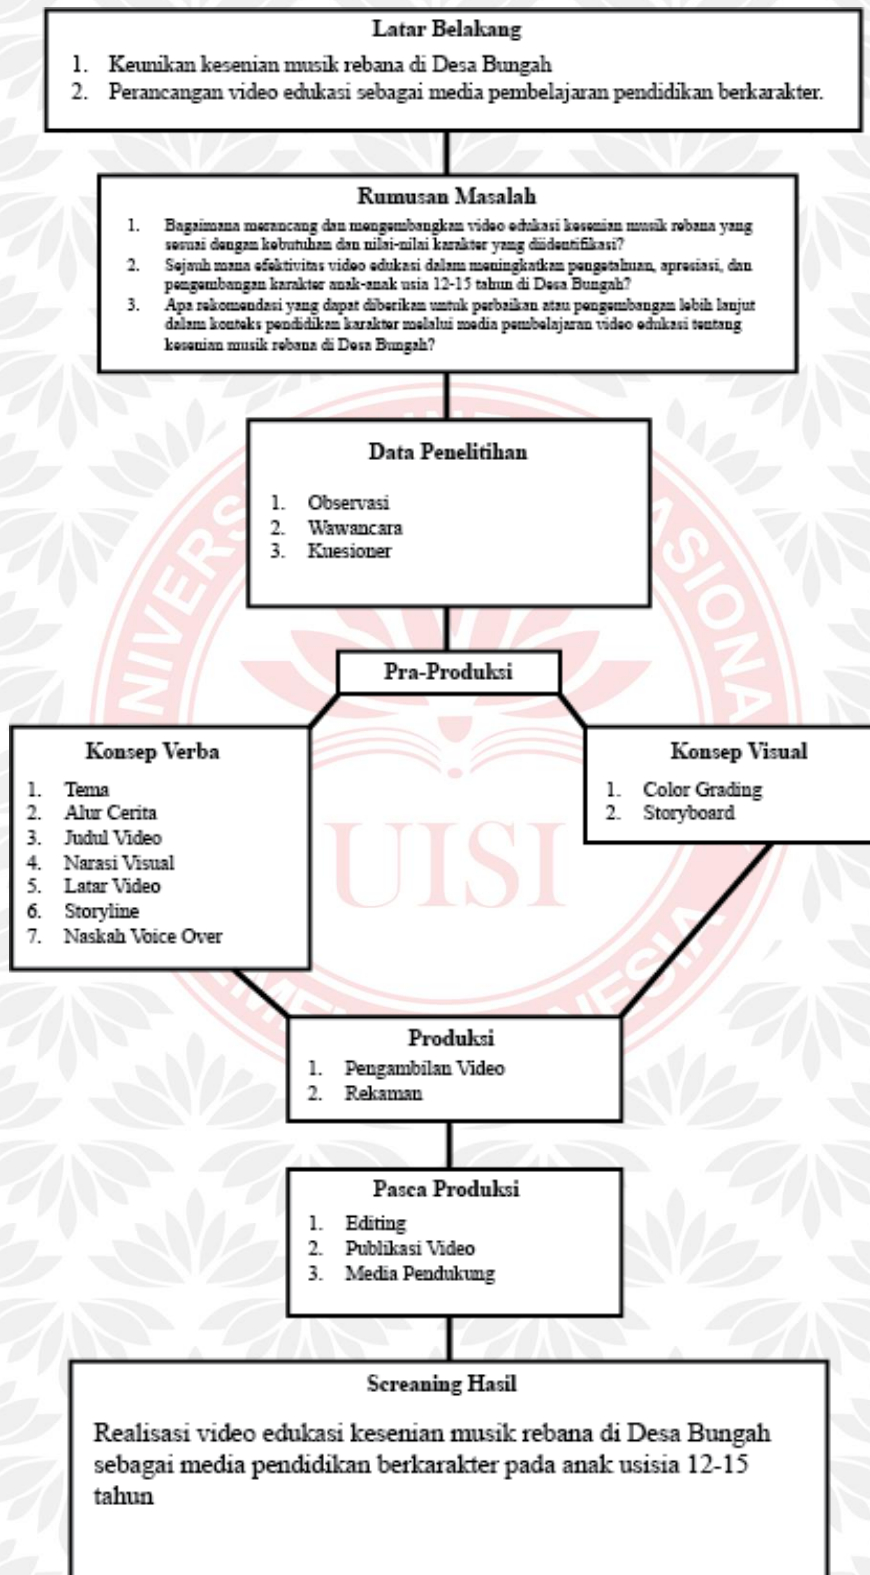 Latar Belakang
1. Keunikan kesenian musik rebana di Desa Bungah
2. Perancangan video edukasi sebagai media pembelajaran pendidikan berkarakter.
Rumusan Masalah
1. Bagaimana merancang dan mengembangkan video edukasi kesenian musik rebana yang
sesuai dengan kebutuhan dan nilai-nilai karakter yang diidentifikasi?
2. Sejauh mana efektivitas video edukasi dalam meningkatkan pengetahuan, apresiasi, dan
pengembangan karakter anak-anak usia 12-15 tahun di Desa Bungah?
3. Apa rekomendasi yang dapat diberikan untuk perbaikan atau pengembangan lebih lanjut
dalam konteks pendidikan karakter melalui media pembelajaran video edukasi tentang
kesenian musik rebana di Desa Bungah?
Data Penelitihan
1. Observasi
2. Wawancara
3. Kuesioner
Pra-Produksi
Konsep Verba
1. Tema
2. Alur Cerita
3. Judul Video
4. Narasi Visual
5. Latar Video
6. Storyline
7. Naskah Voice Over
Konsep Visual
1. Color Grading
2. Storyboard
UISI
Produksi
1. Pengambilan Video
2. Rekaman
Pasca Produksi
1. Editing
2. Publikasi Video
3. Media Pendukung
Screaning Hasil
Realisasi video edukasi kesenian musik rebana di Desa Bungah
sebagai media pendidikan berkarakter pada anak usisia 12-15
tahun